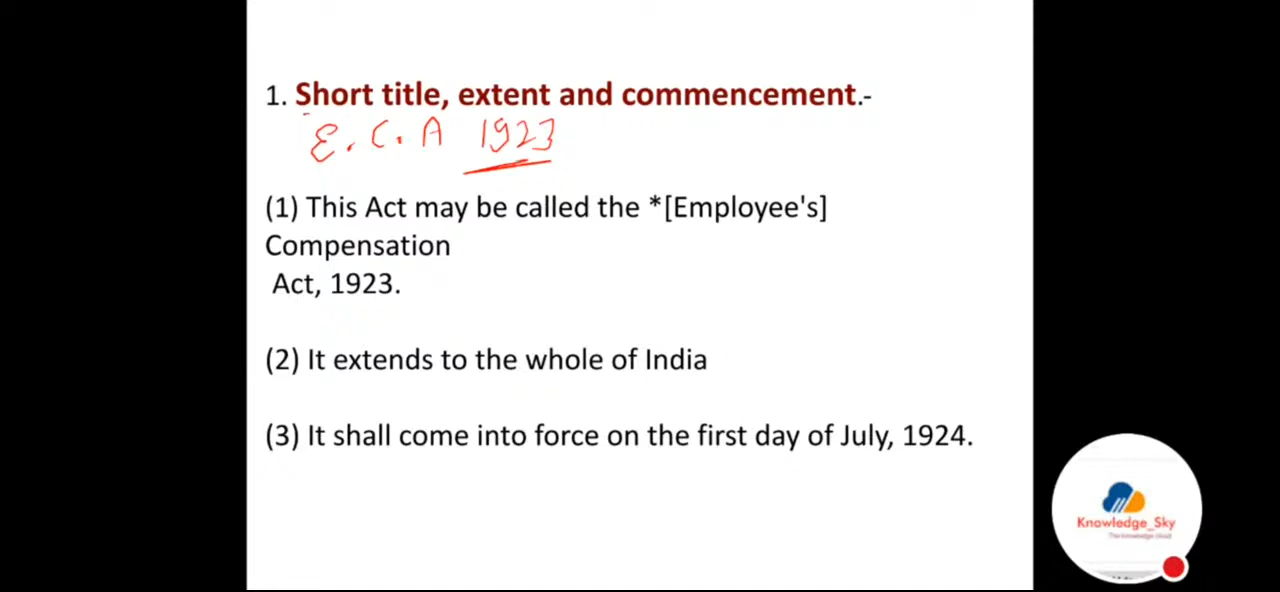 1. Short title, extent and commencement.-
E. C. A 1923
(1) This Act may be called the *[Employee's]
Compensation
Act, 1923.
(2) It extends to the whole of India
(3) It shall come into force on the first day of July, 1924.
Knowledge_Sky